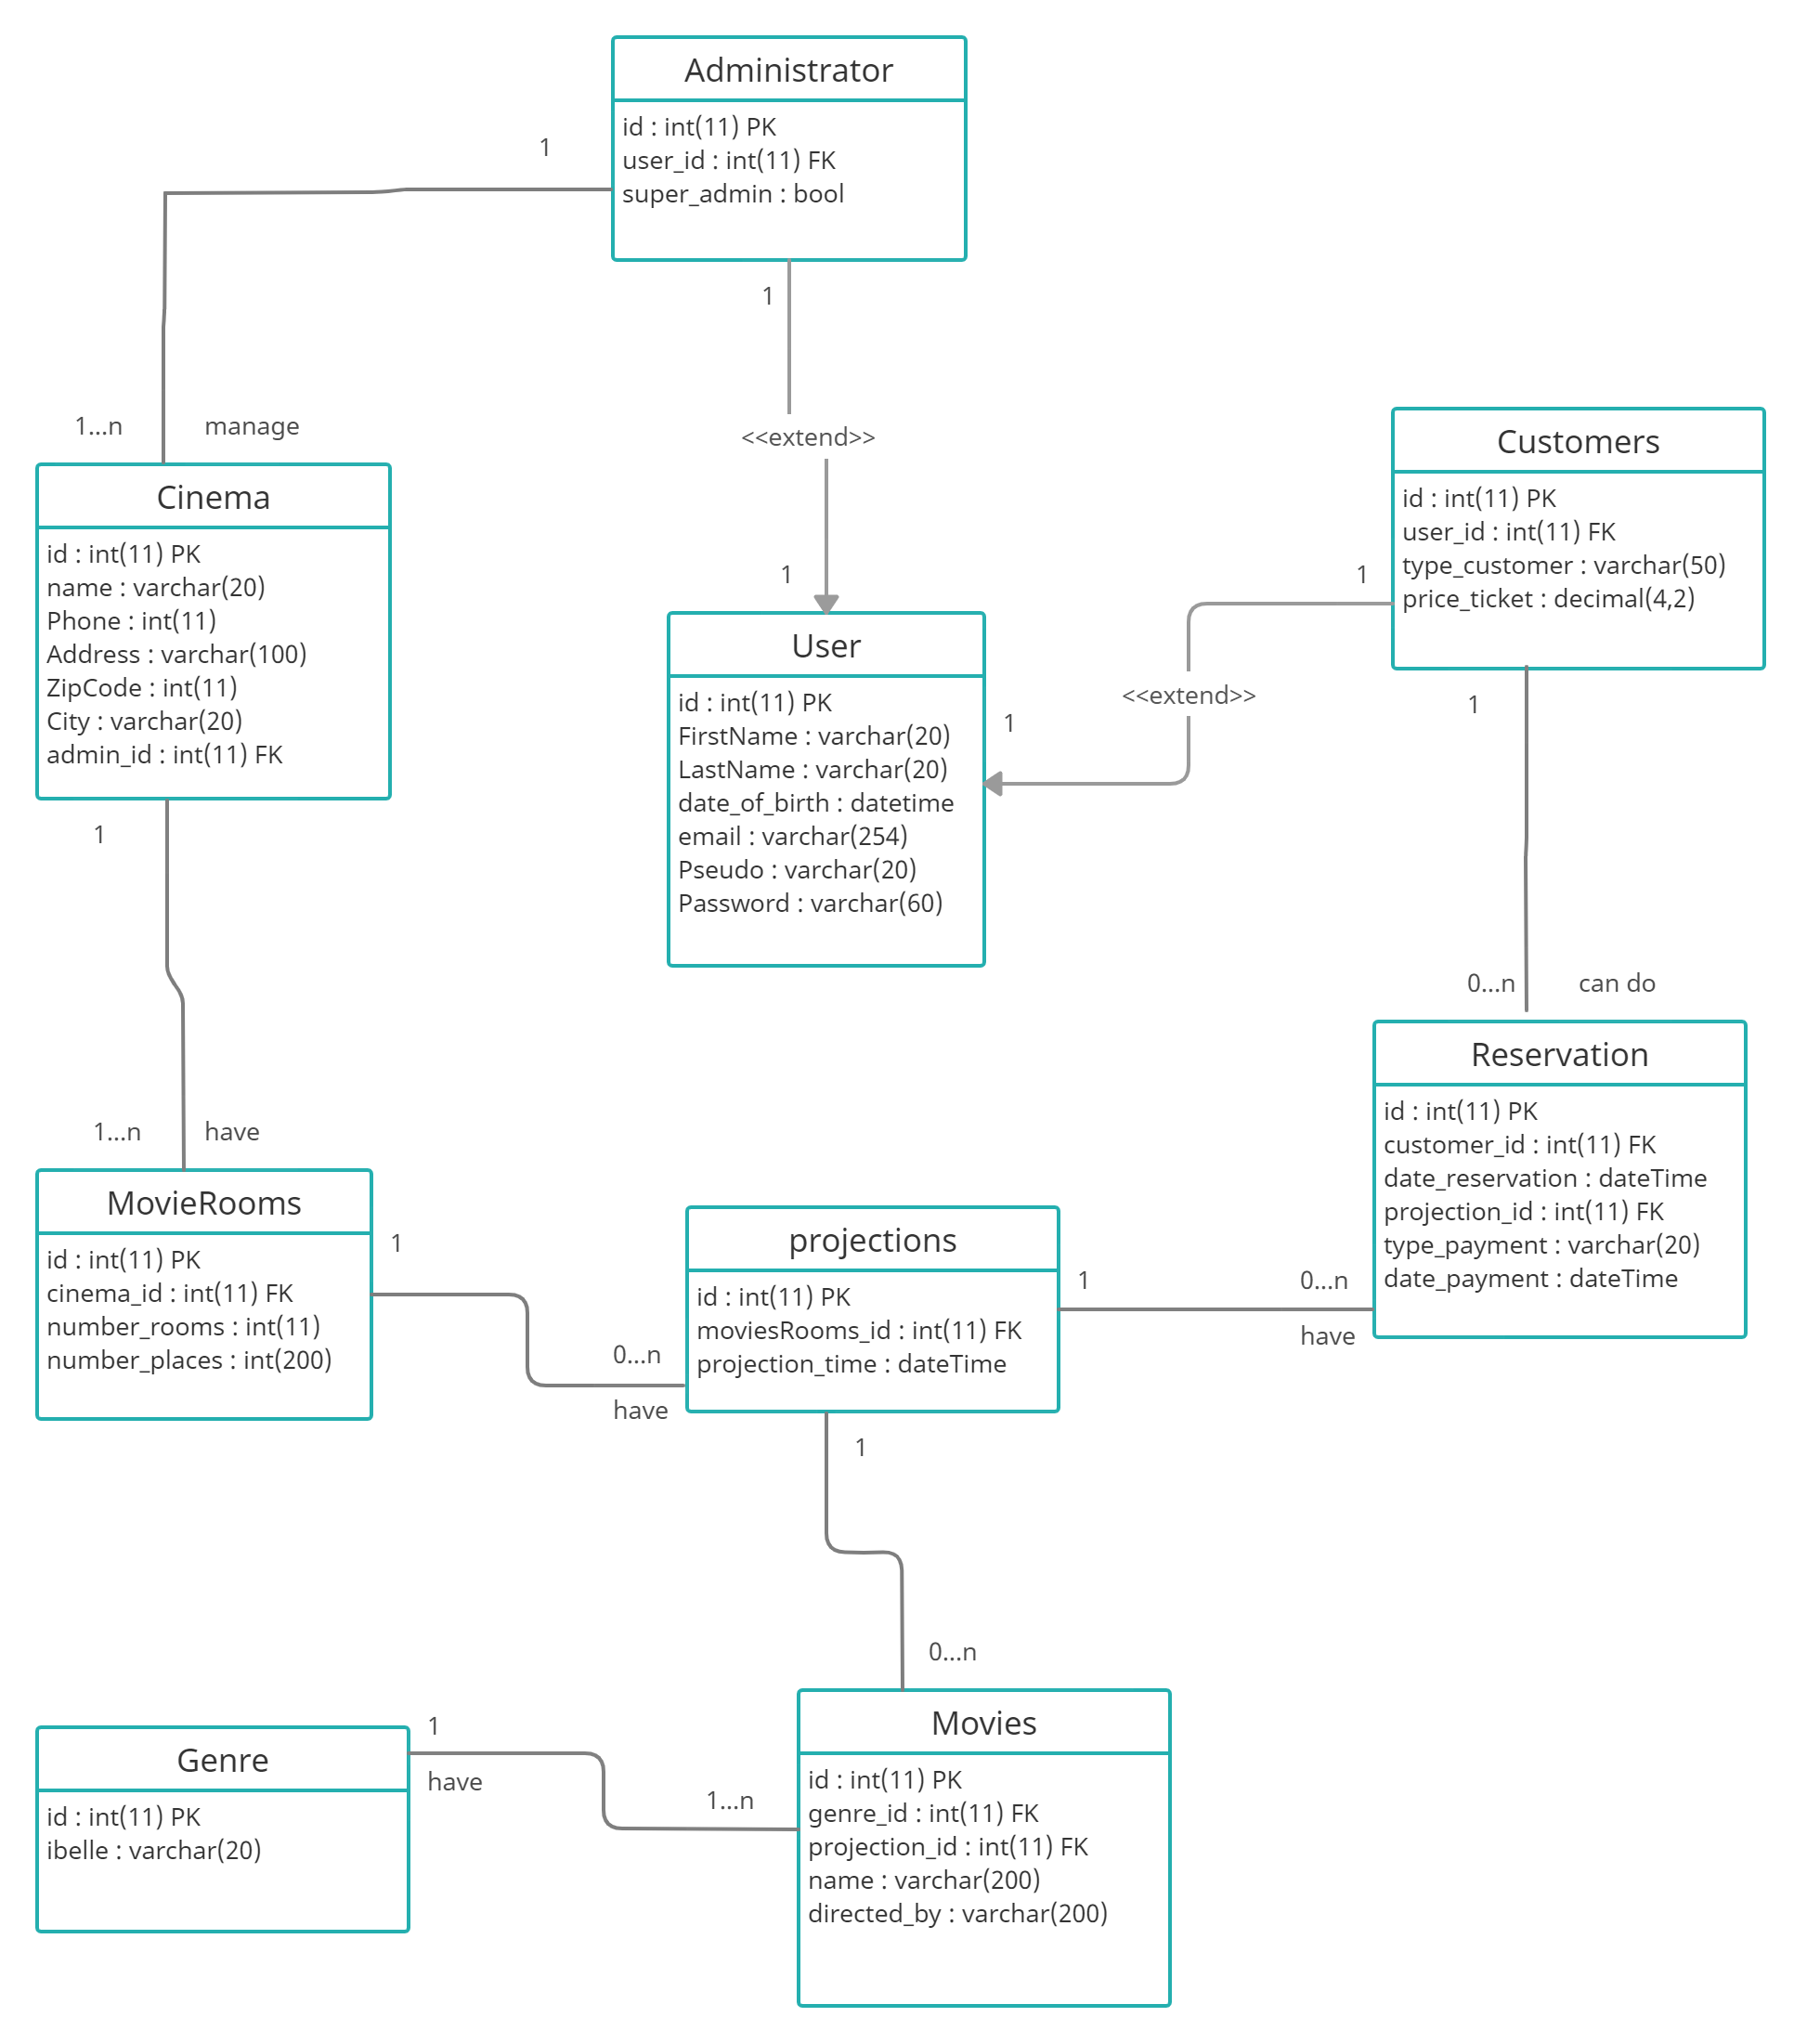 Administrator
id : int(11) PK
user_id : int(11) FK
super_admin : bool
1
1
<<extend>>
1
1...n
manage
Cinema
id : int(11) PK
name : varchar(20)
Phone : int(11)
Address : varchar(100)
ZipCode : int(11)
City : varchar(20)
admin_id : int(11) FK
1
Customers
id : int(11) PK
user_id : int(11) FK
type_customer : varchar(50)
price_ticket : decimal(4,2)
1
<<extend>>
1
1
User
id : int(11) PK
FirstName : varchar(20)
LastName : varchar(20)
date_of_birth : datetime
email : varchar(254)
Pseudo : varchar(20)
Password : varchar(60)
0...n
can do
Reservation
id : int(11) PK
customer_id : int(11) FK
date_reservation : dateTime
projection_id : int(11) FK
type_payment : varchar(20)
date_payment : dateTime
1...n
have
MovieRooms
id : int(11) PK
cinema_id : int(11) FK
number_rooms : int(11)
number_places : int(200)
1
0...n
have
projections
id : int(11) PK
moviesRooms_id : int(11) FK
projection_time : dateTime
1
0...n
have
1
0...n
Movies
id : int(11) PK
genre_id : int(11) FK
projection_id : int(11) FK
name : varchar(200)
directed_by : varchar(200)
1
have
1...n
Genre
id : int(11) PK
ibelle : varchar(20)